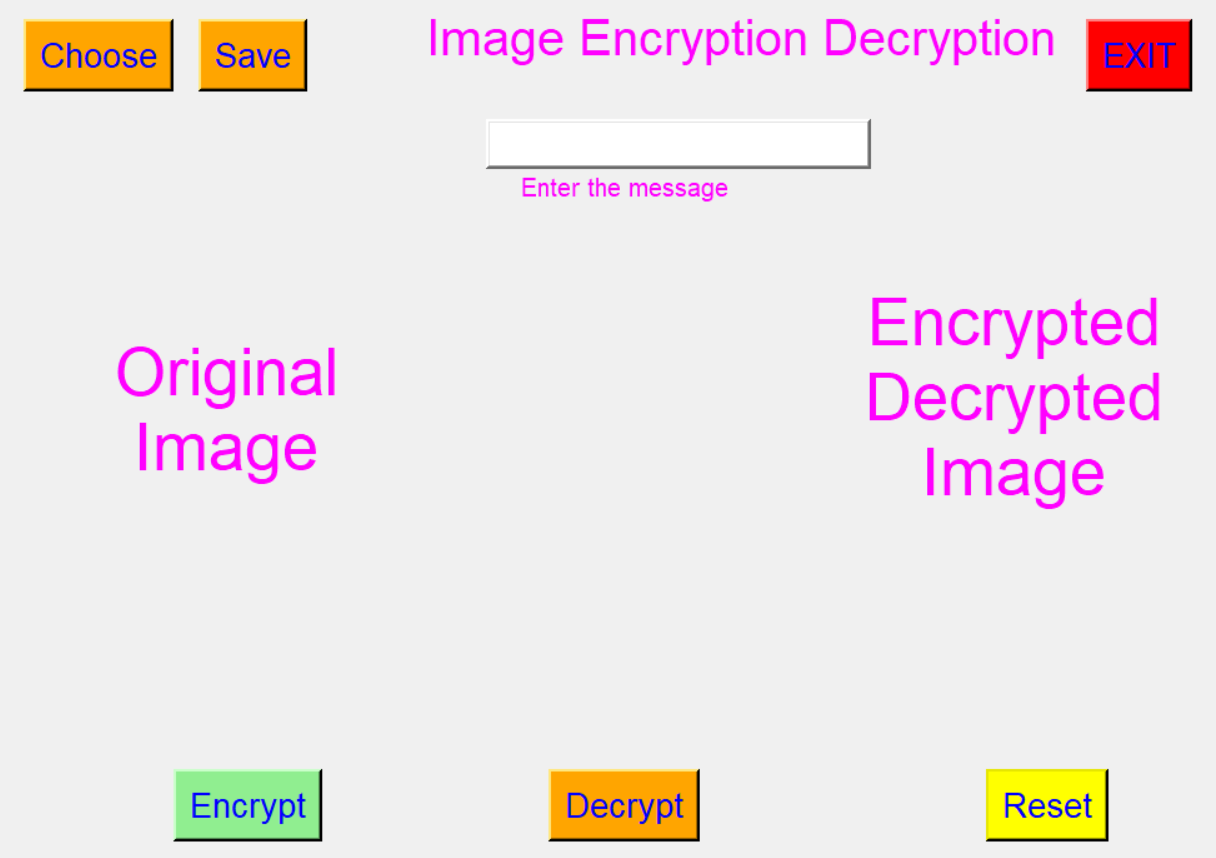 Choose
Save
Image Encryption Decryption
EXIT
Enter the message
Original
Image
Encrypted
Decrypted
Image
Encrypt
Decrypt
Reset